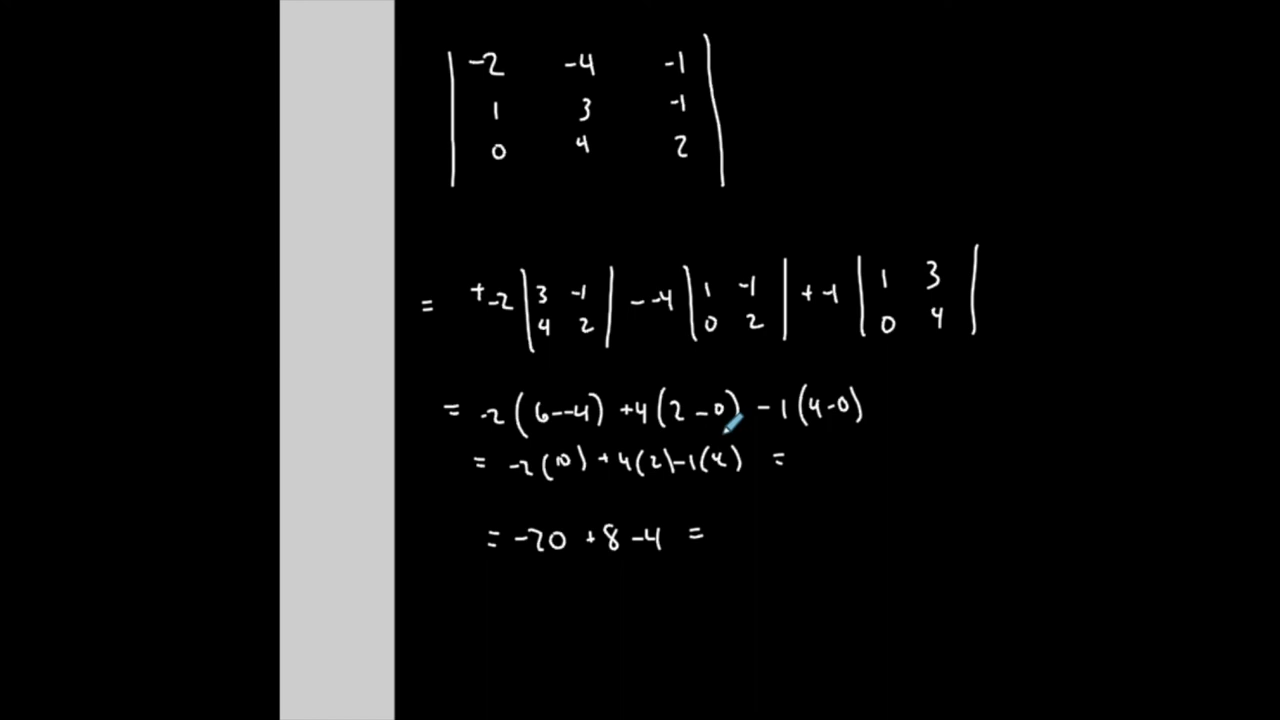 | -2 -4 -1 |
| 1 3 -1 |
| 0 4 2 |
= +-2 | 3 -1 | --4 | 1 -1 | +-1 | 1 3 |
| 4 2 | | 0 2 | | 0 4 |
= -2(6--4) +4(2-0) -1(4-0)
= -2(10) +4(2)-1(4) =
= -20 +8 -4 =